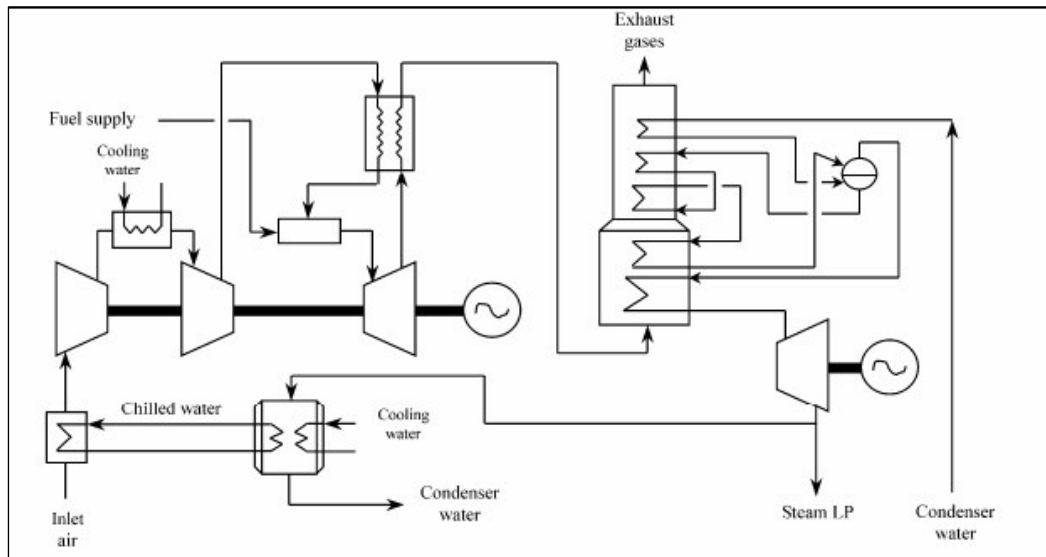 Exhaust
gases
Fuel supply
Cooling
water
Chilled water
Cooling
water
Inlet
air
Condenser
water
Steam LP
Condenser
water